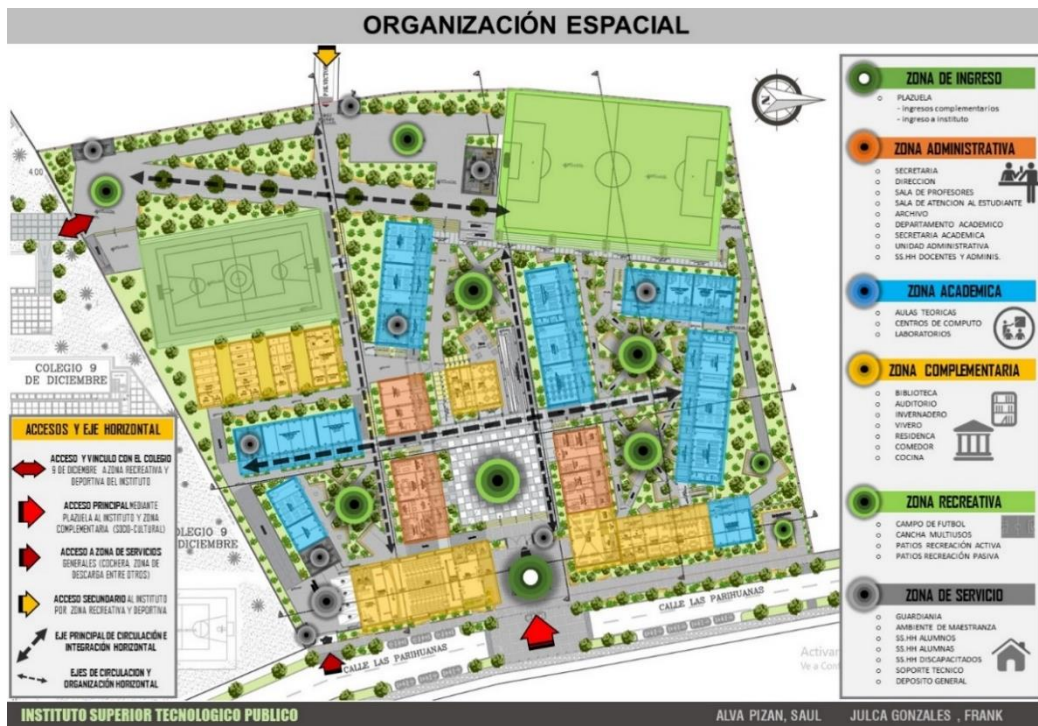 ORGANIZACIÓN ESPACIAL
4.00
COLEGIO 9
DE DICIEMBRE
COLEGIO 9
DICIEMBRE
CALLE LAS PARIHUANAS
CALLE LAS PARIHUANAS
ACCESOS Y EJE HORIZONTAL
ACCESO Y VINCULO CON EL COLEGIO
9 DE DICIEMBRE A ZONA RECREATIVA Y
DEPORTIVA DEL INSTITUTO
ACCESO PRINCIPAL MEDIANTE
PLAZUELA AL INSTITUTO Y ZONA
COMPLEMENTARIA (SOCIO-CULTURAL)
ACCESO A ZONA DE SERVICIOS
GENERALES (COCHERA, ZONA DE
DESCARGA ENTRE OTROS)
ACCESO SECUNDARIO AL INSTITUTO
POR ZONA RECREATIVA Y DEPORTIVA
EJE PRINCIPAL DE CIRCULACIÓN E
INTEGRACIÓN HORIZONTAL
EJES DE CIRCULACION Y
ORGANIZACIÓN HORIZONTAL
ZONA DE INGRESO
PLAZUELA
- ingresos complementarios
- ingreso a instituto
ZONA ADMINISTRATIVA
SECRETARIA
DIRECCION
SALA DE PROFESORES
SALA DE ATENCION AL ESTUDIANTE
ARCHIVO
DEPARTAMENTO ACADEMICO
SECRETARIA ACADEMICA
UNIDAD ADMINISTRATIVA
SS.HH DOCENTES Y ADMINIS.
ZONA ACADEMICA
AULAS TEORICAS
CENTROS DE COMPUTO
LABORATORIOS
ZONA COMPLEMENTARIA
BIBLIOTECA
AUDITORIO
INVERNADERO
VIVERO
RESIDENCA
COMEDOR
COCINA
ZONA RECREATIVA
CAMPO DE FUTBOL
CANCHA MULTIUSOS
PATIOS RECREACIÓN ACTIVA
PATIOS RECREACIÓN PASIVA
ZONA DE SERVICIO
GUARDIANIA
AMBIENTE DE MAESTRANZA
SS.HH ALUMNOS
SS.HH ALUMNAS
SS.HH DISCAPACITADOS
SOPORTE TECNICO
DEPOSITO GENERAL
Activar
Ve a Conf
INSTITUTO SUPERIOR TECNOLOGICO PUBLICO
ALVA PIZAN, SAUL
JULCA GONZALES , FRANK